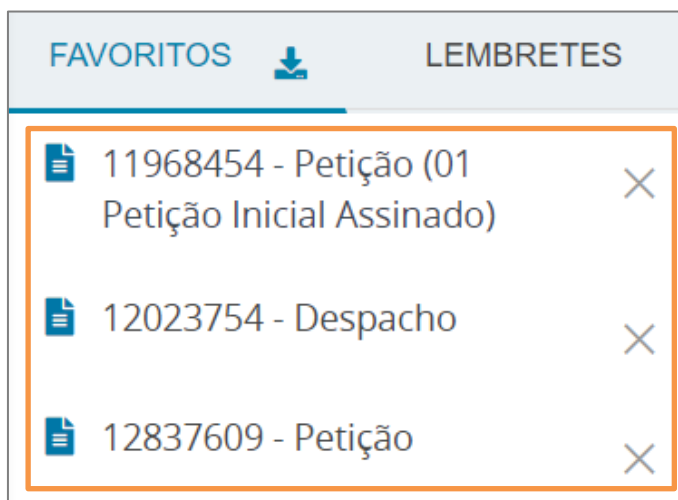 FAVORITOS LEMBRETES
11968454 - Petição (01
Petição Inicial Assinado)
12023754 - Despacho
12837609 - Petição